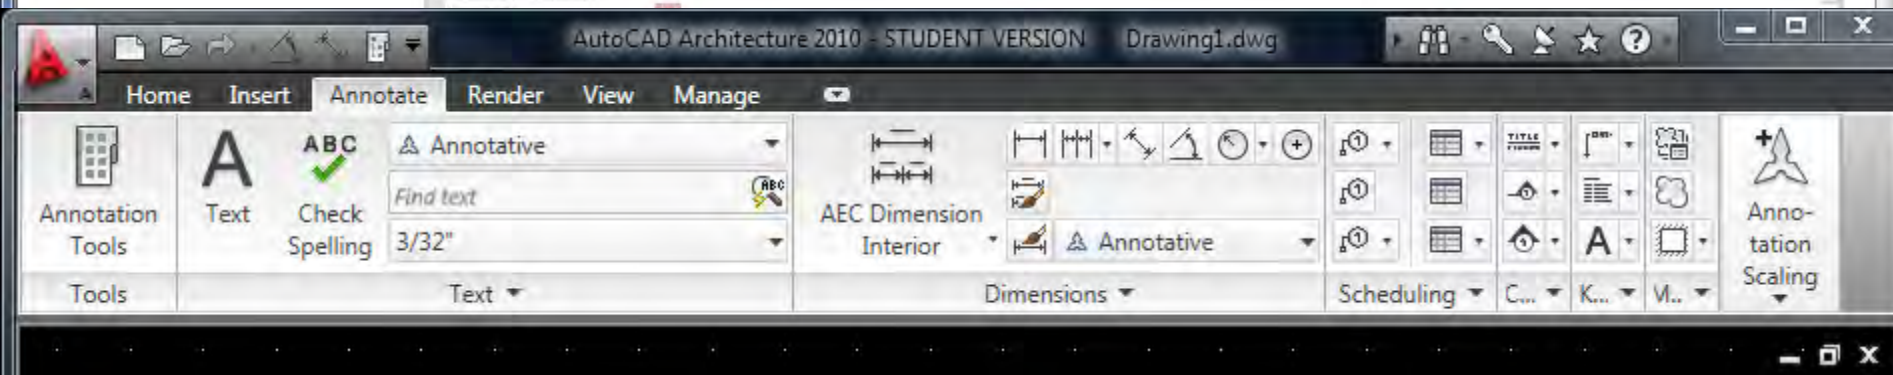 AutoCAD Architecture 2010 - STUDENT VERSION Drawing1.dwg
Home Insert Annotate Render View Manage
Annotation Tools
A Text
ABC Check Spelling
Annotative
Find text
ABC
3/32"
AEC Dimension Interior
Annotative
TITLE
A
Anno-
tation
Scaling
Tools Text Dimensions Scheduling C... K... M...